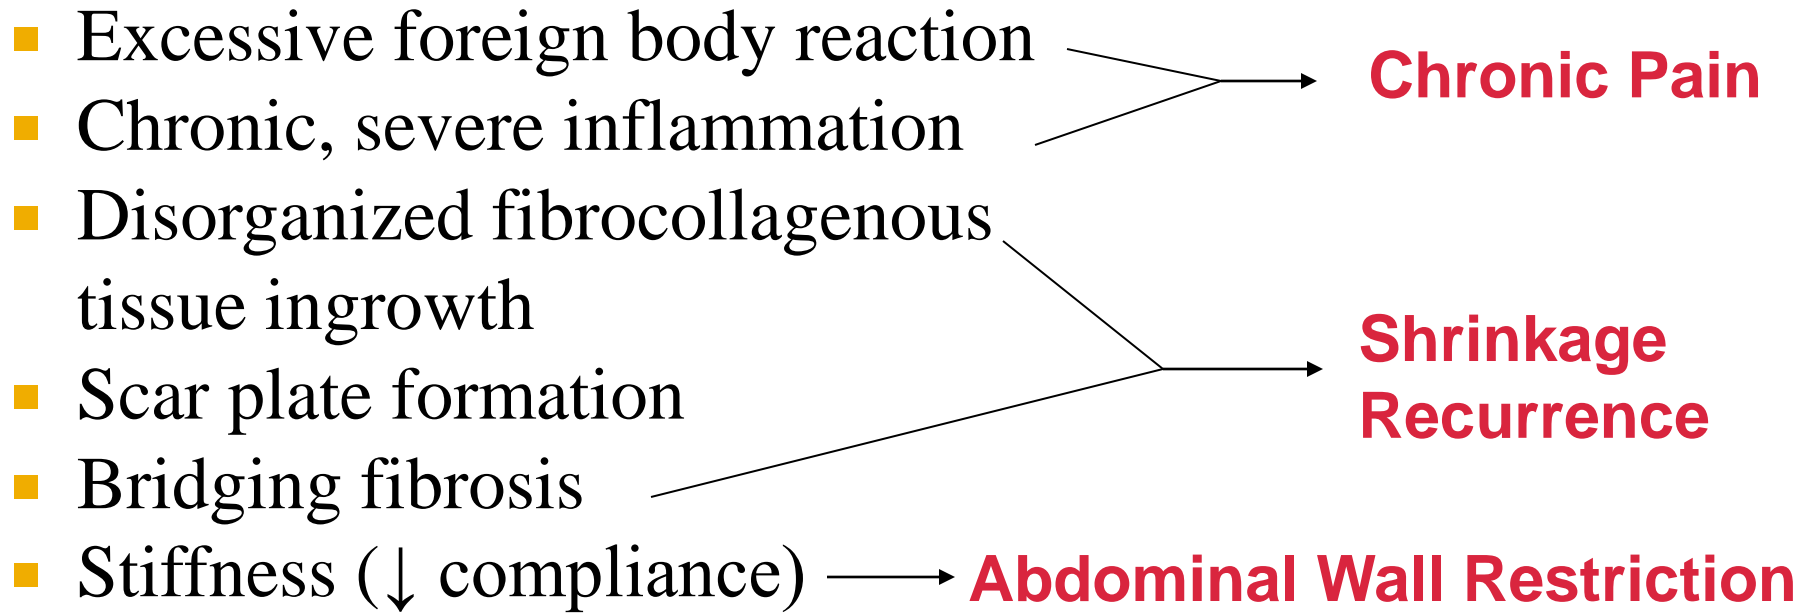 Excessive foreign body reaction
Chronic, severe inflammation
Disorganized fibrocollagenous
tissue ingrowth
Scar plate formation
Bridging fibrosis
Stiffness (↓ compliance)
Chronic Pain
Shrinkage
Recurrence
Abdominal Wall Restriction